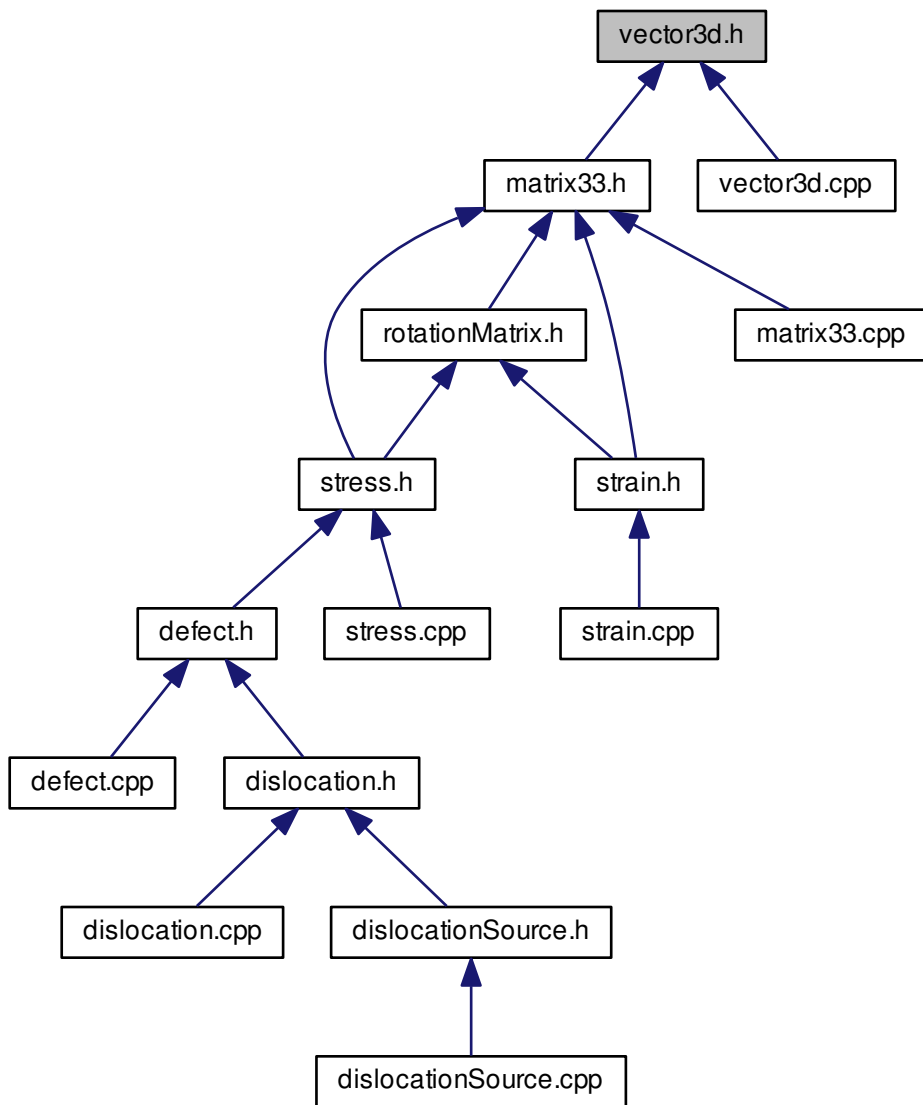 vector3d.h
matrix33.h
vector3d.cpp
rotationMatrix.h
matrix33.cpp
stress.h
strain.h
defect.h
stress.cpp
strain.cpp
defect.cpp
dislocation.h
dislocation.cpp
dislocationSource.h
dislocationSource.cpp